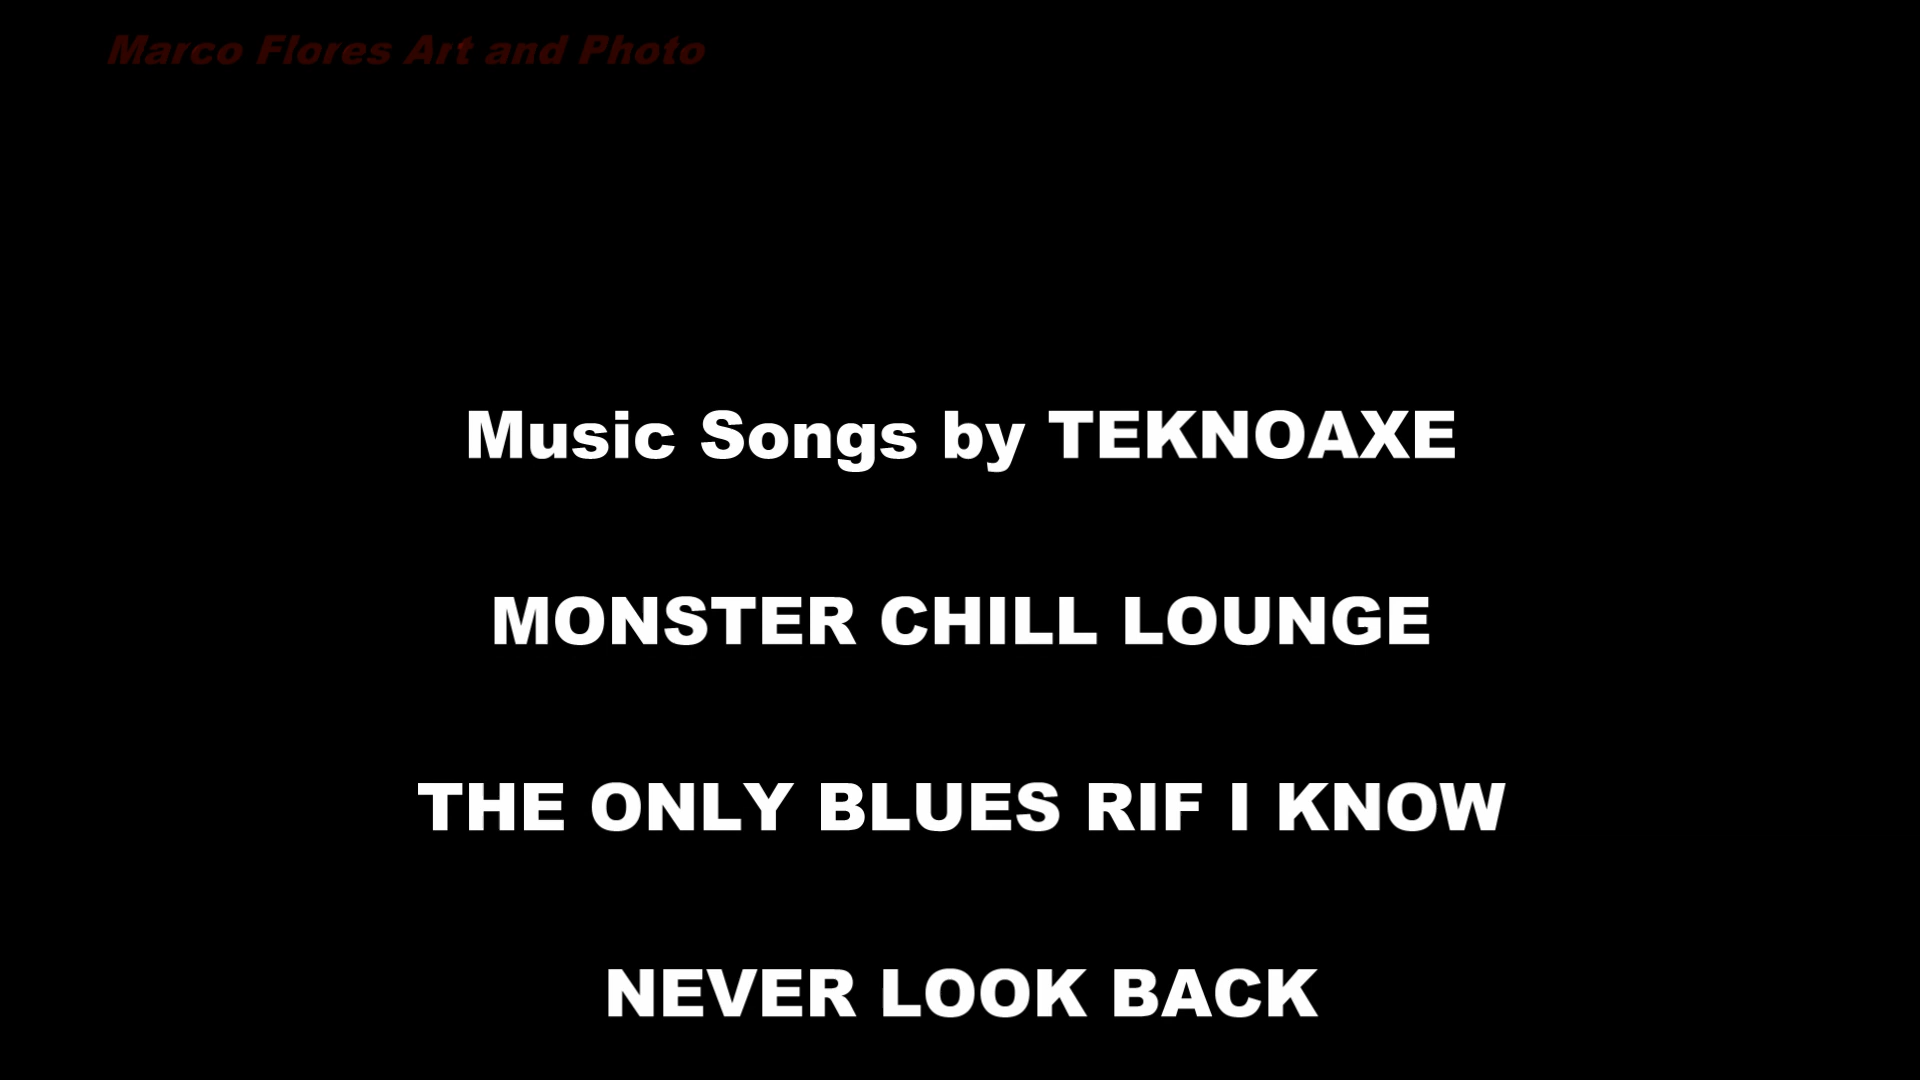 Marco Flores Art and Photo
Music Songs by TEKNOAXE
MONSTER CHILL LOUNGE
THE ONLY BLUES RIF I KNOW
NEVER LOOK BACK